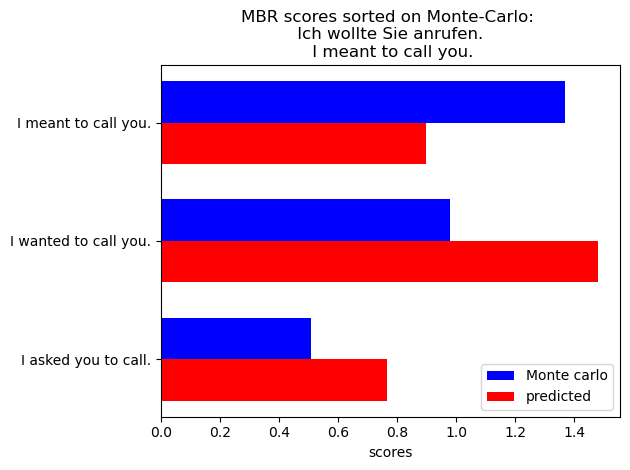 MBR scores sorted on Monte-Carlo:
Ich wollte Sie anrufen.
I meant to call you.
I meant to call you.
I wanted to call you.
I asked you to call.
Monte carlo
predicted
0.0 0.2 0.4 0.6 0.8 1.0 1.2 1.4
scores